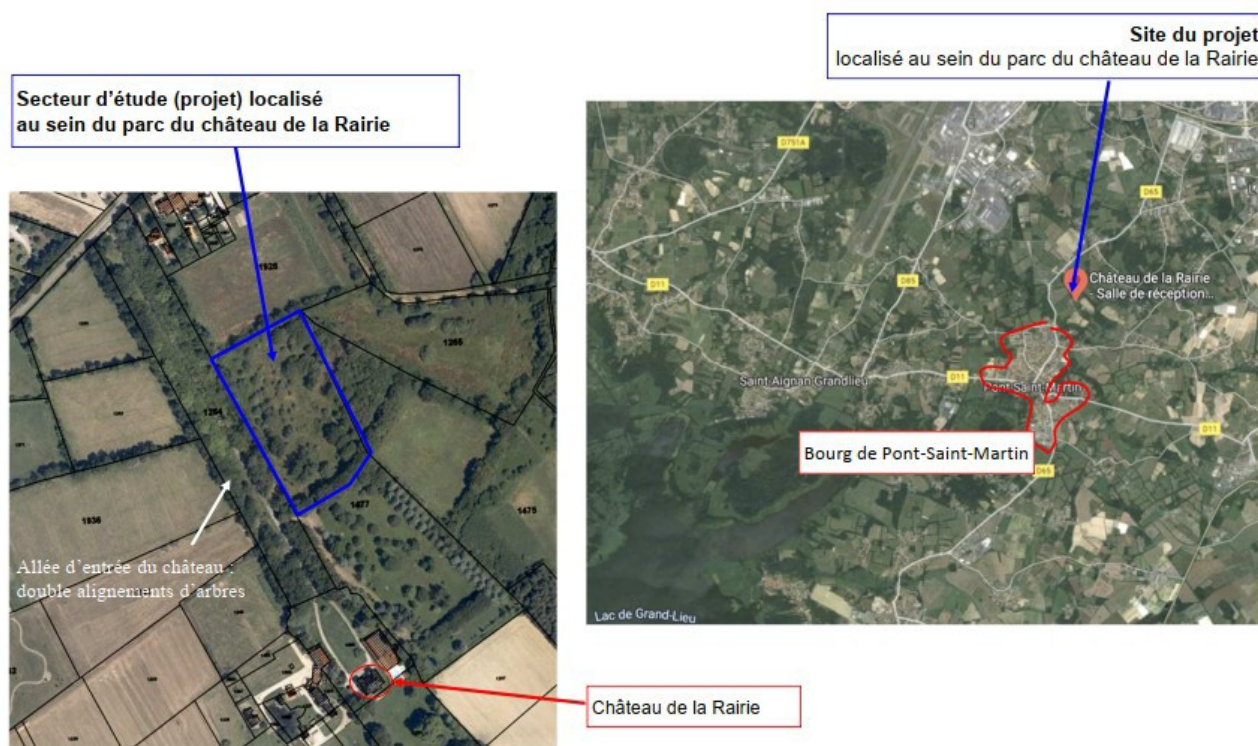 Site du projet
localisé au sein du parc du château de la Rairie
Secteur d'étude (projet) localisé
au sein du parc du château de la Rairie
1925
1265
1264
1477
1475
1936
Allée d'entrée du château :
double alignements d'arbres
D751A
D65
Château de la Rairie
- Salle de réception...
D11
D85
Saint-Aignan Grandlieu
D11
Pont-Saint-Martin
D11
Bourg de Pont-Saint-Martin
D65
Lac de Grand-Lieu
Château de la Rairie